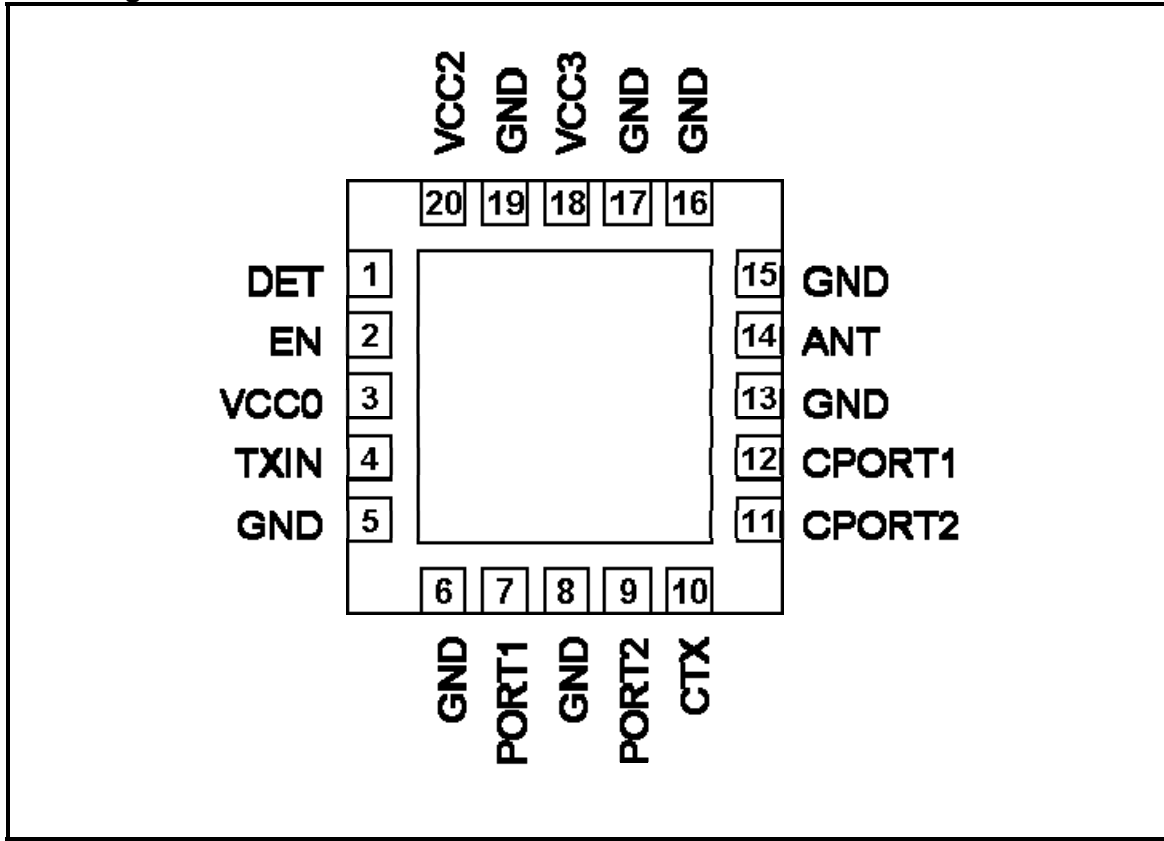 VCC2 GND VCC3 GND GND
20 19 18 17 16
DET 1 15 GND
EN 2 14 ANT
VCC0 3 13 GND
TXIN 4 12 CPORT1
GND 5 11 CPORT2
6 7 8 9 10
GND PORT1 GND PORT2 CTX